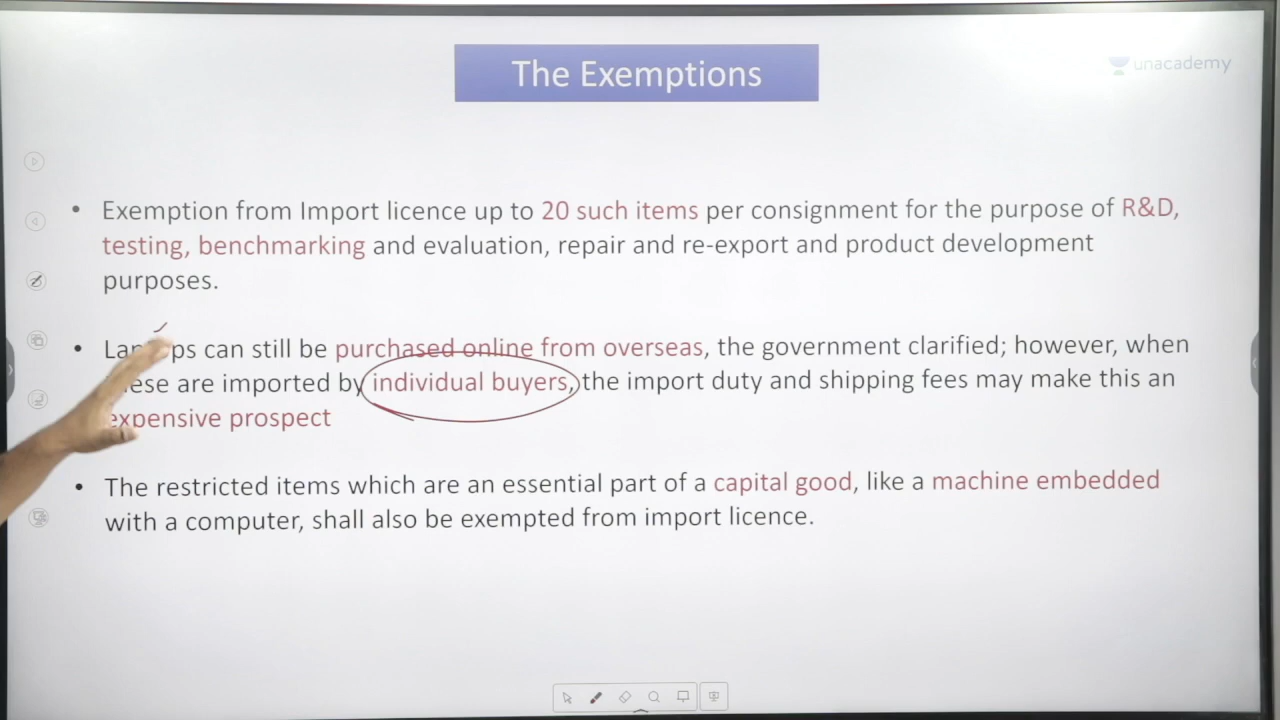 The Exemptions
unacademy
• Exemption from Import licence up to 20 such items per consignment for the purpose of R&D,
testing, benchmarking and evaluation, repair and re-export and product development
purposes.
• can still be purchased online from overseas, the government clarified; however, when
are imported by individual buyers, the import duty and shipping fees may make this an
expensive prospect
• The restricted items which are an essential part of a capital good, like a machine embedded
with a computer, shall also be exempted from import licence.